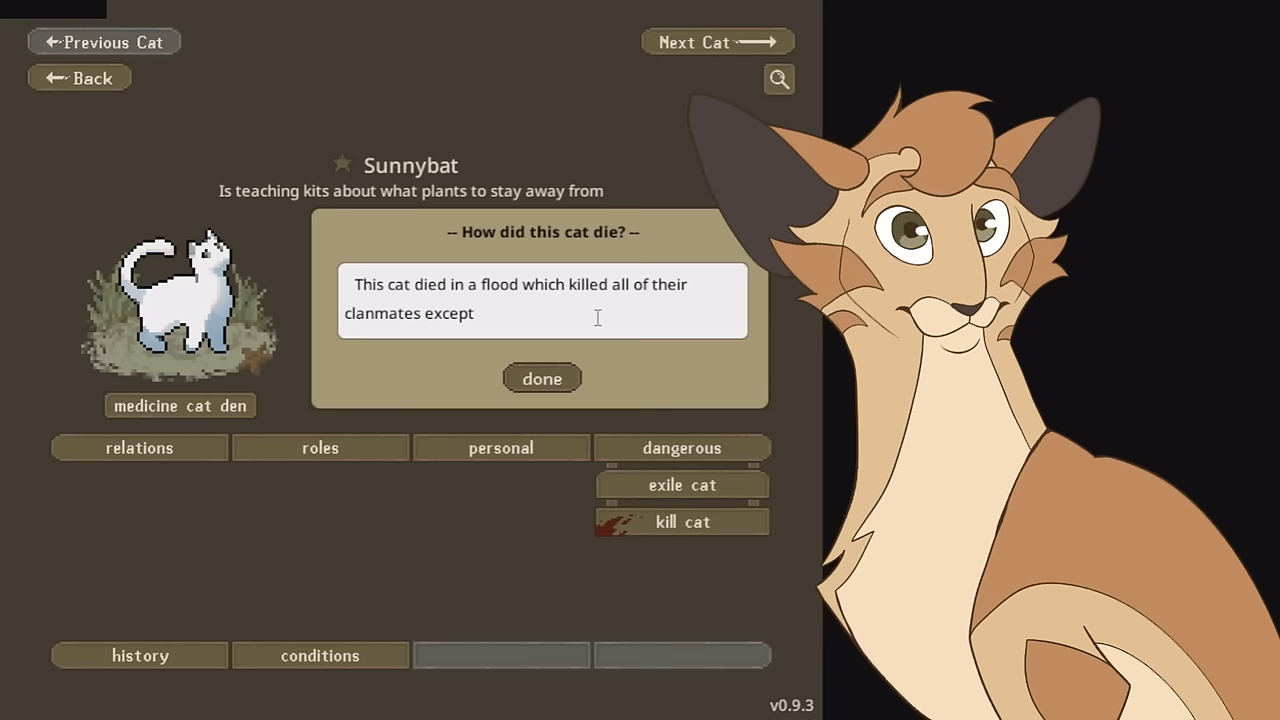 Previous Cat
Next Cat
Back
Sunnybat
Is teaching kits about what plants to stay away from
-- How did this cat die? --
This cat died in a flood which killed all of their
clanmates except
done
medicine cat den
relations
roles
personal
dangerous
exile cat
kill cat
history
conditions
v0.9.3